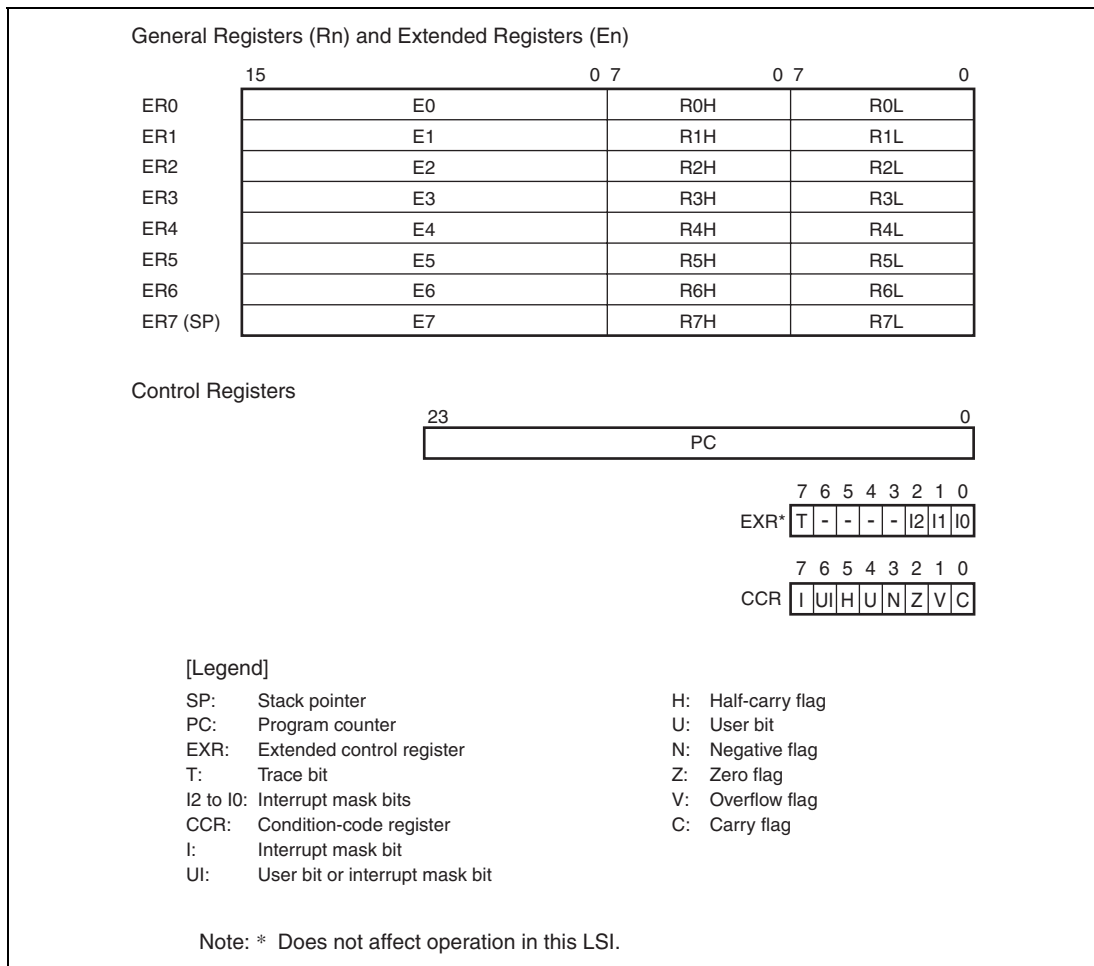 General Registers (Rn) and Extended Registers (En)
15 0 7 0 7 0
ER0 E0 R0H R0L
ER1 E1 R1H R1L
ER2 E2 R2H R2L
ER3 E3 R3H R3L
ER4 E4 R4H R4L
ER5 E5 R5H R5L
ER6 E6 R6H R6L
ER7 (SP) E7 R7H R7L
Control Registers
23 0
PC
7 6 5 4 3 2 1 0
EXR* T - - - - I2 I1 I0
7 6 5 4 3 2 1 0
CCR I UI H U N Z V C
[Legend]
SP: Stack pointer
PC: Program counter
EXR: Extended control register
T: Trace bit
I2 to I0: Interrupt mask bits
CCR: Condition-code register
I: Interrupt mask bit
UI: User bit or interrupt mask bit
H: Half-carry flag
U: User bit
N: Negative flag
Z: Zero flag
V: Overflow flag
C: Carry flag
Note: * Does not affect operation in this LSI.